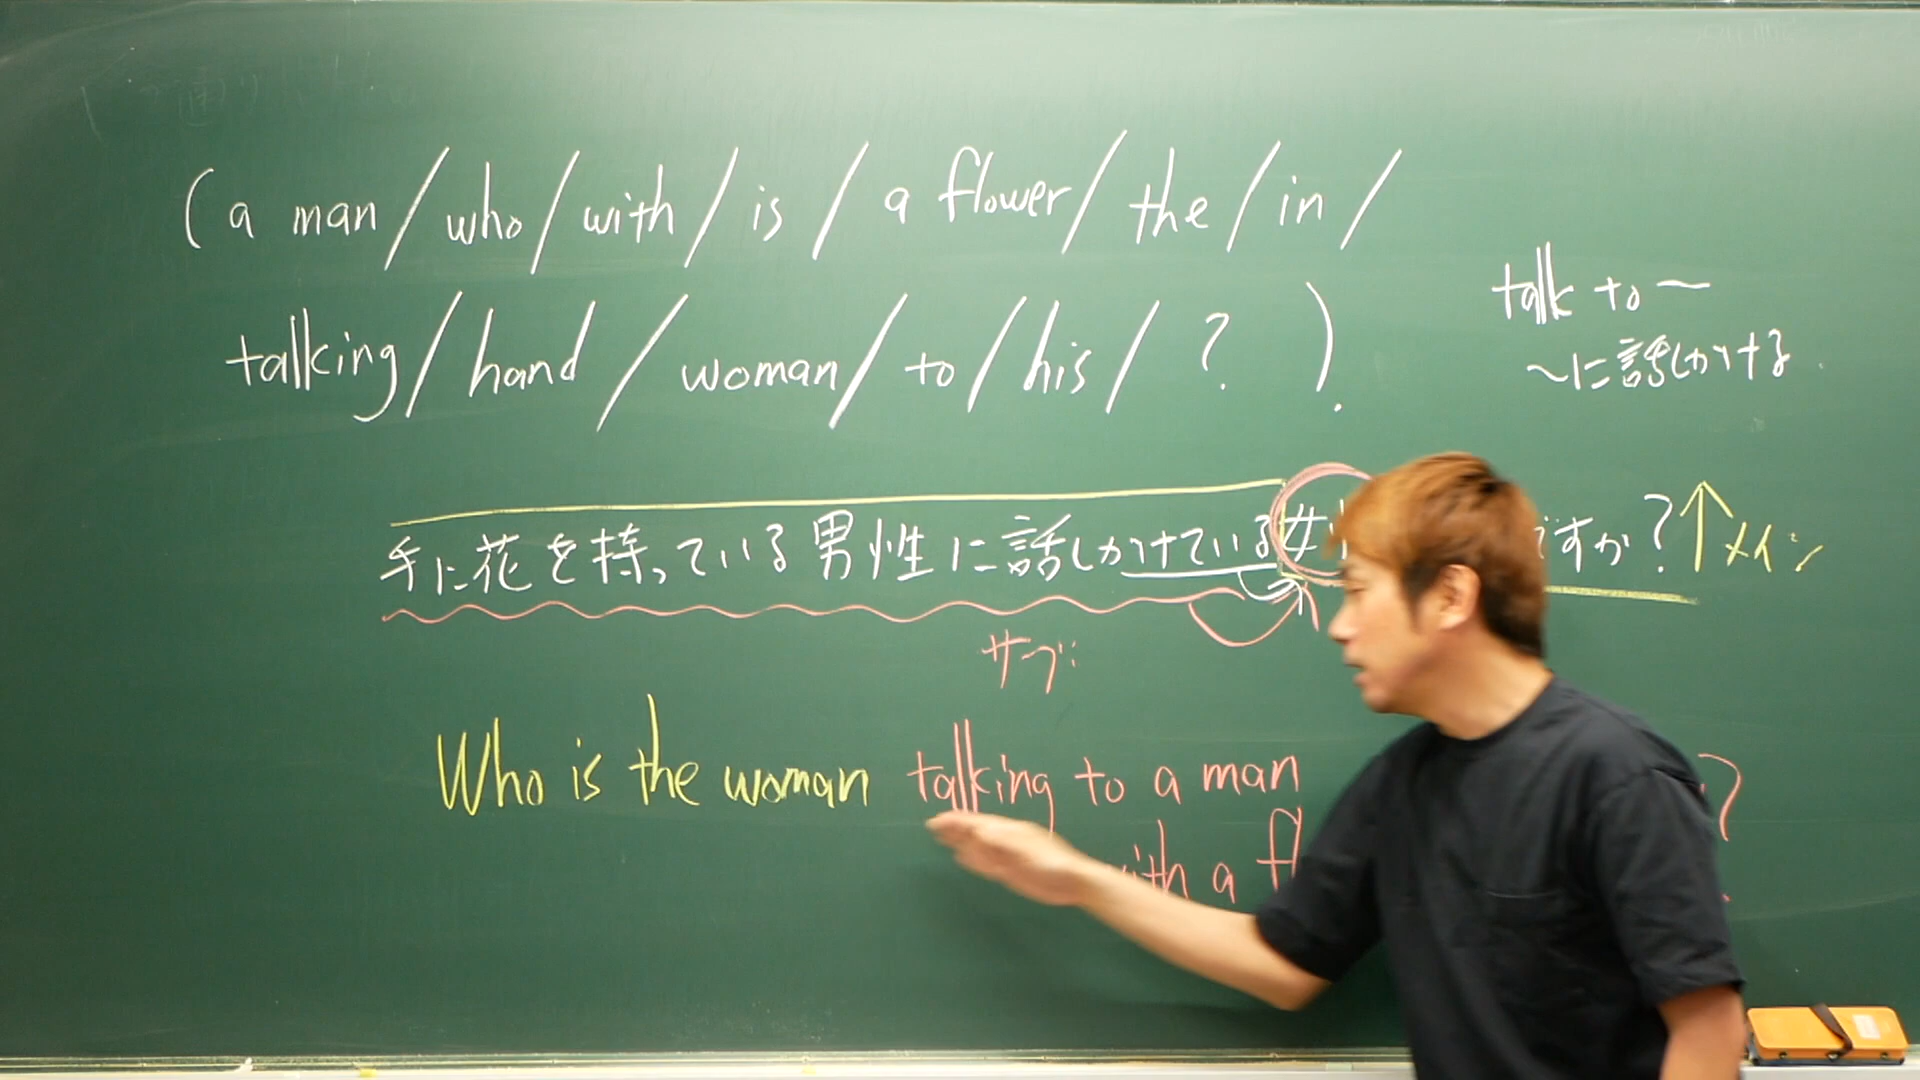 ( a man / who / with / is / a flower / the / in /
talking / hand / woman / to / his / ? ).
talk to ~
~に話しかける
手に花を持っている男性に話しかけている女 ですか? ↑メイン
サブ
Who is the woman talking to a man ?
with a fl